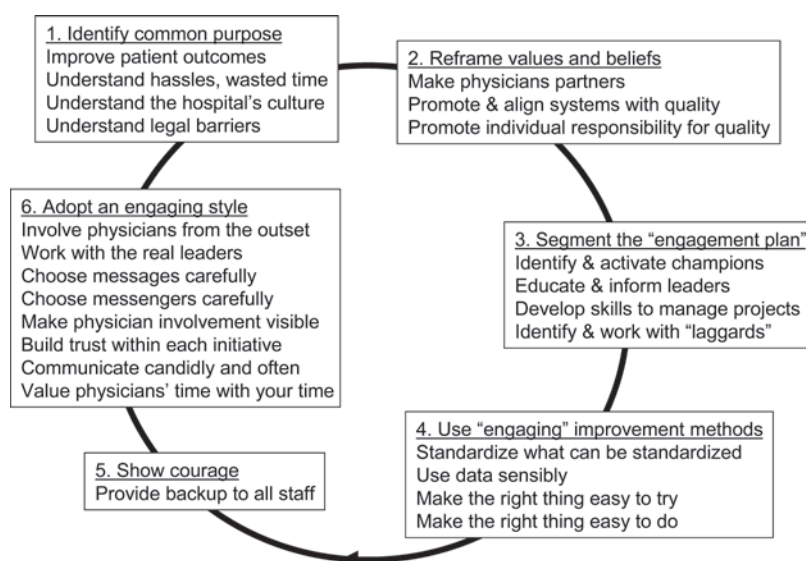 1. Identify common purpose
Improve patient outcomes
Understand hassles, wasted time
Understand the hospital's culture
Understand legal barriers
2. Reframe values and beliefs
Make physicians partners
Promote & align systems with quality
Promote individual responsibility for quality
3. Segment the “engagement plan”
Identify & activate champions
Educate & inform leaders
Develop skills to manage projects
Identify & work with “laggards”
4. Use “engaging” improvement methods
Standardize what can be standardized
Use data sensibly
Make the right thing easy to try
Make the right thing easy to do
5. Show courage
Provide backup to all staff
6. Adopt an engaging style
Involve physicians from the outset
Work with the real leaders
Choose messages carefully
Choose messengers carefully
Make physician involvement visible
Build trust within each initiative
Communicate candidly and often
Value physicians' time with your time